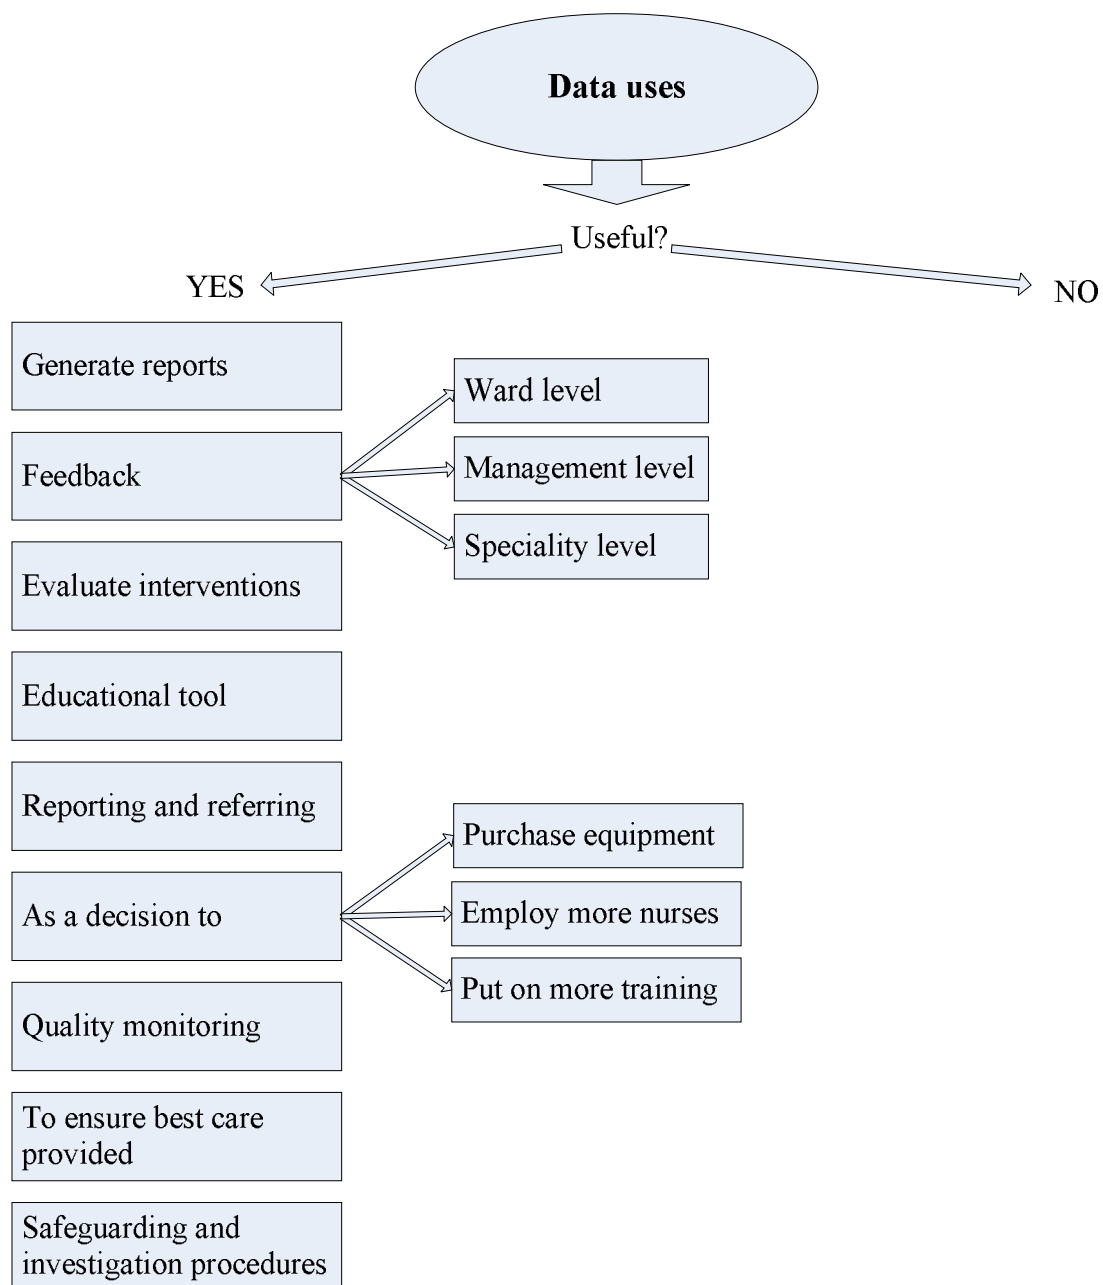 Data uses
Useful?
YES
NO
Generate reports
Feedback
Ward level
Management level
Speciality level
Evaluate interventions
Educational tool
Reporting and referring
As a decision to
Purchase equipment
Employ more nurses
Put on more training
Quality monitoring
To ensure best care
provided
Safeguarding and
investigation procedures